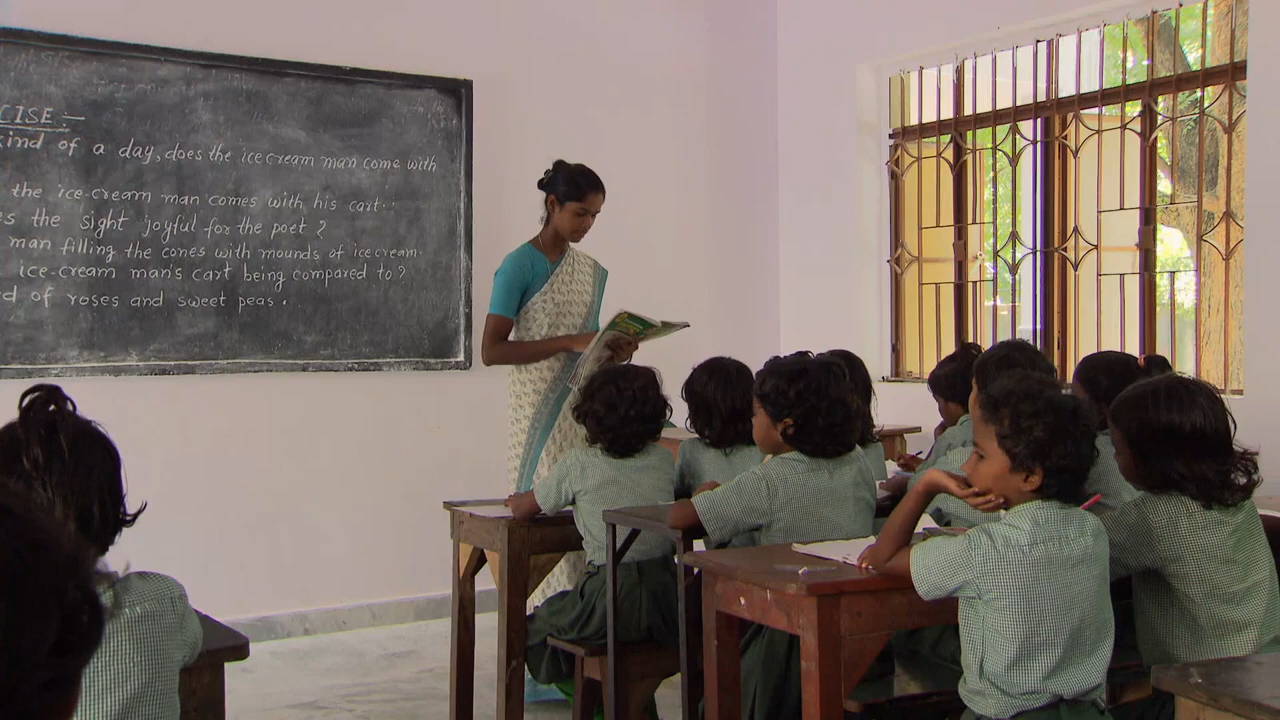 CISE:-
kind of a day, does the ice cream man come with
the ice-cream man comes with his cart.
es the sight joyful for the poet ?
man filling the cones with mounds of ice cream.
ice-cream man's cart being compared to?
ed of roses and sweet peas.